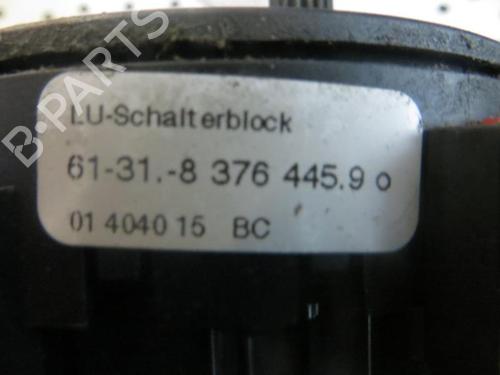 B-PARTS
LU-Schalterblock
61-31.-8 376 445.9 o
01 404015 BC